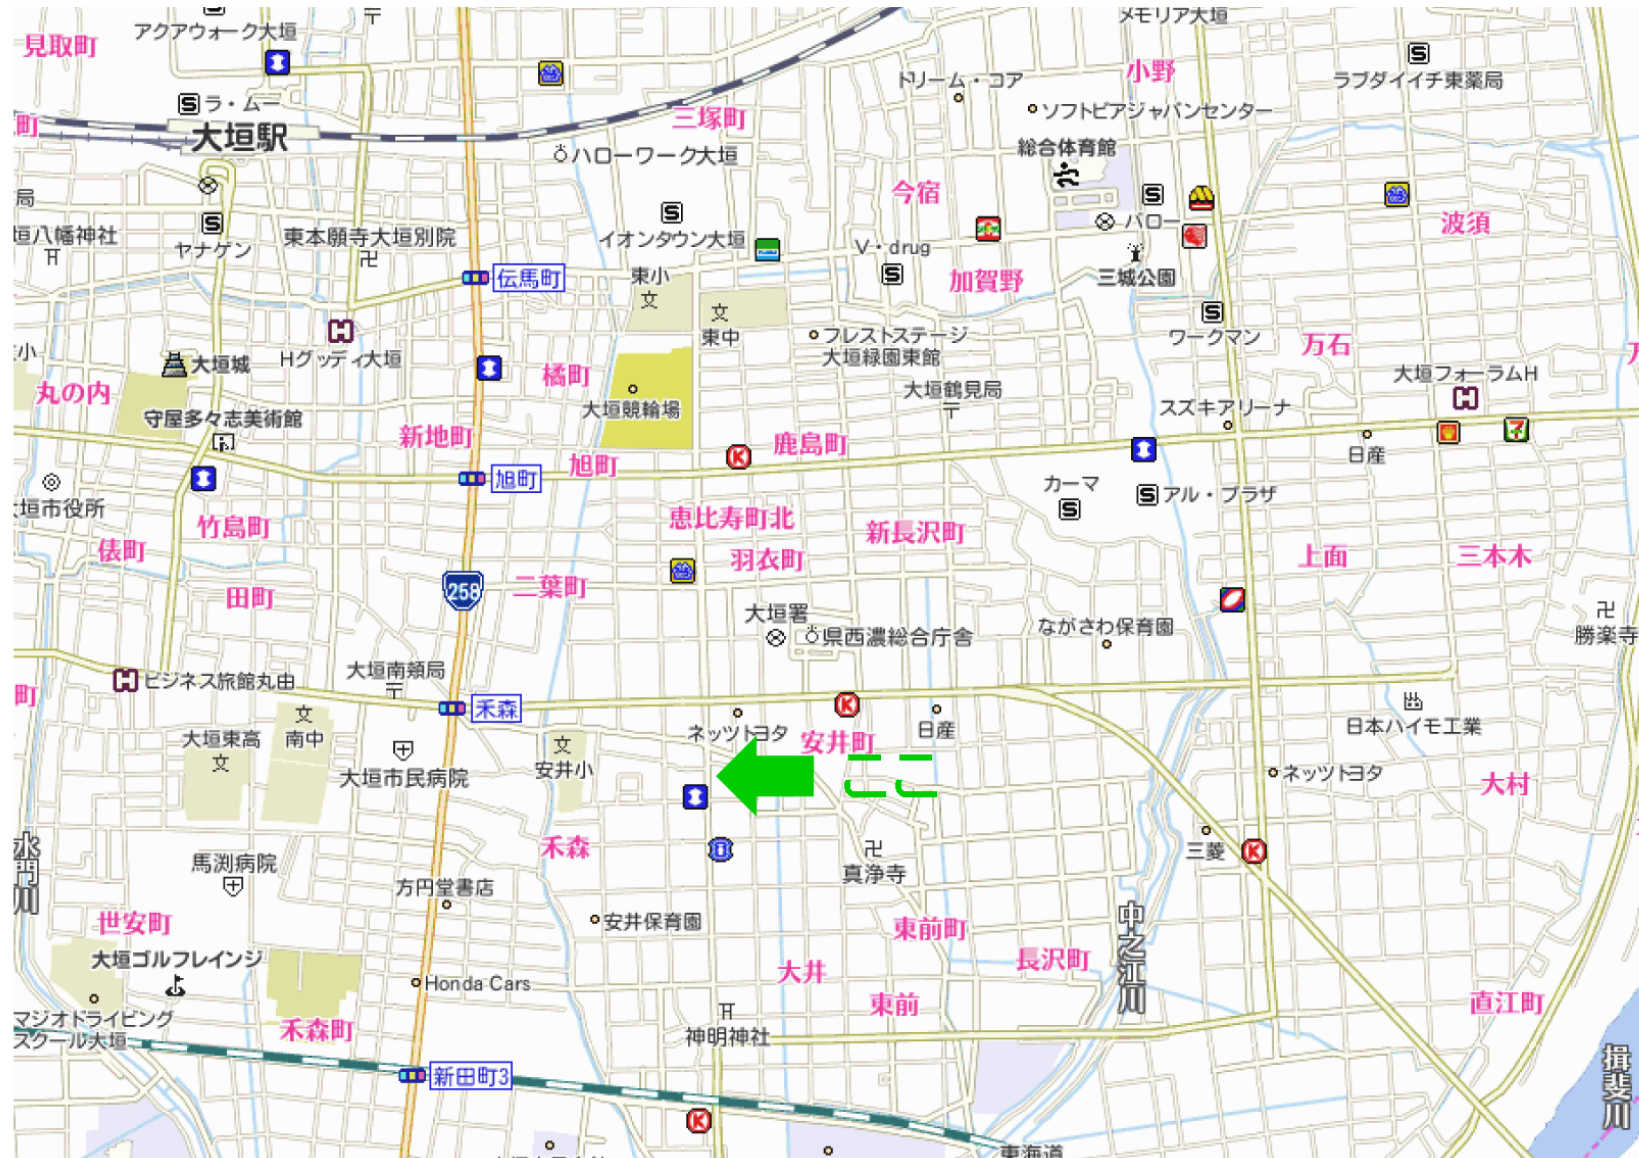 アクアウォーク大垣
メモリア大垣
見取町
小野
ラブダイイチ東薬局
ドリーム・コア
S
ラ・ムー
三塚町
ソフトピアジャパンセンター
町
大垣駅
ハローワーク大垣
総合体育館
局
今宿
垣八幡神社
S
ヤナゲン
東本願寺大垣別院
S
イオンタウン大垣
V・drug
S
バロー
波須
伝馬町
東小
文
加賀野
三城公園
文
東中
フレストステージ
大垣緑園東館
S
ワークマン
小
大垣城
H
Hグッディ大垣
橘町
万石
丸の内
大垣競輪場
大垣鶴見局
大垣フォーラムH
守屋多々志美術館
新地町
スズキアリーナ
鹿島町
旭町
旭町
K
日産
垣市役所
竹島町
恵比寿町北
新長沢町
カーマ
S
アル・プラザ
俵町
羽衣町
上面
三本木
田町
258
二葉町
大垣署
県西濃総合庁舎
ながさわ保育園
勝楽寺
大垣南頬局
H
ビジネス旅館丸由
町
禾森
K
日本ハイモ工業
文
南中
大垣東高
文
ネッツトヨタ
安井町
日産
文
安井小
大垣市民病院
ネッツトヨタ
大村
水門川
馬渕病院
禾森
真浄寺
三菱
K
方円堂書店
世安町
安井保育園
東前町
中之江川
大垣ゴルフレインジ
大井
長沢町
Honda Cars
東前
直江町
マジオドライビング
スクール大垣
禾森町
神明神社
揖斐川
新田町3
K
東海道